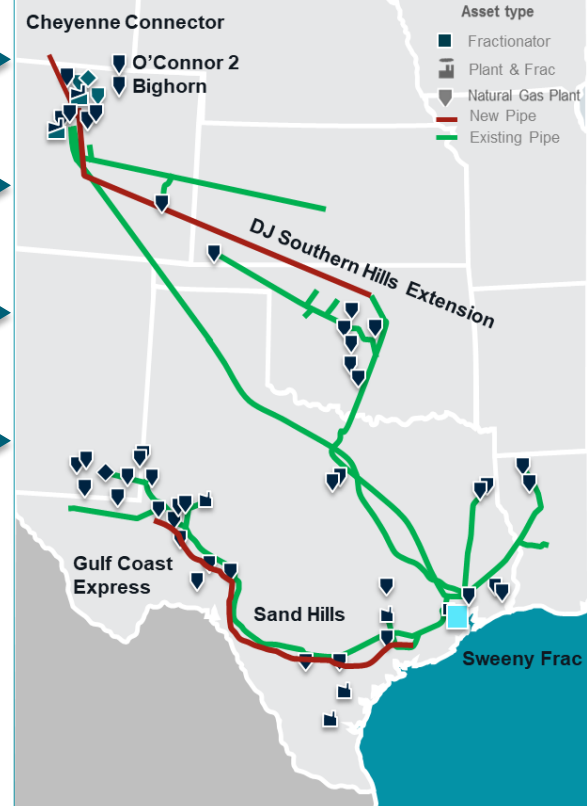 Cheyenne Connector
O'Connor 2
Bighorn
Asset type
Fractionator
Plant & Frac
Natural Gas Plant
New Pipe
Existing Pipe
DJ Southern Hills Extension
Gulf Coast
Express
Sand Hills
Sweeny Frac